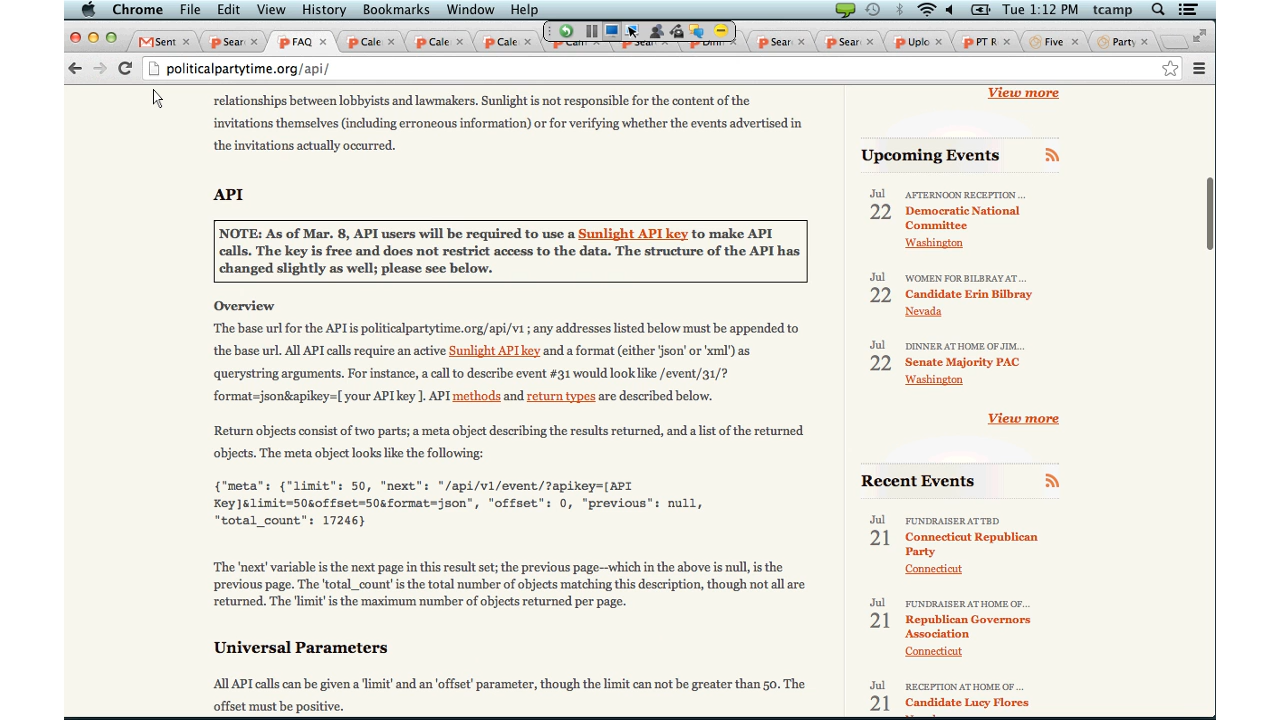 Chrome File Edit View History Bookmarks Window Help Tue 1:12 PM tcamp
Sent Sear FAQ Cale Cale Cale Sear Sear Uplo PT R Five Party
politicalpartytime.org/api/
relationships between lobbyists and lawmakers. Sunlight is not responsible for the content of the
invitations themselves (including erroneous information) or for verifying whether the events advertised in
the invitations actually occurred.
API
NOTE: As of Mar. 8, API users will be required to use a Sunlight API key to make API
calls. The key is free and does not restrict access to the data. The structure of the API has
changed slightly as well; please see below.
Overview
The base url for the API is politicalpartytime.org/api/v1 ; any addresses listed below must be appended to
the base url. All API calls require an active Sunlight API key and a format (either 'json' or 'xml') as
querystring arguments. For instance, a call to describe event #31 would look like /event/31/?
format=json&apikey=[ your API key ]. API methods and return types are described below.
Return objects consist of two parts; a meta object describing the results returned, and a list of the returned
objects. The meta object looks like the following:
{"meta": {"limit": 50, "next": "/api/v1/event/?apikey=[API
Key]&limit=50&offset=50&format=json", "offset": 0, "previous": null,
"total_count": 17246}
The 'next' variable is the next page in this result set; the previous page--which in the above is null, is the
previous page. The 'total_count' is the total number of objects matching this description, though not all are
returned. The 'limit' is the maximum number of objects returned per page.
Universal Parameters
All API calls can be given a 'limit' and an 'offset' parameter, though the limit can not be greater than 50. The
offset must be positive.
View more
Upcoming Events
Jul
22
AFTERNOON RECEPTION ...
Democratic National
Committee
Washington
Jul
22
WOMEN FOR BILBRAY AT ...
Candidate Erin Bilbray
Nevada
Jul
22
DINNER AT HOME OF JIM...
Senate Majority PAC
Washington
View more
Recent Events
Jul
21
FUNDRAISER AT TBD
Connecticut Republican
Party
Connecticut
Jul
21
FUNDRAISER AT HOME OF...
Republican Governors
Association
Connecticut
Jul
21
RECEPTION AT HOME OF ...
Candidate Lucy Flores